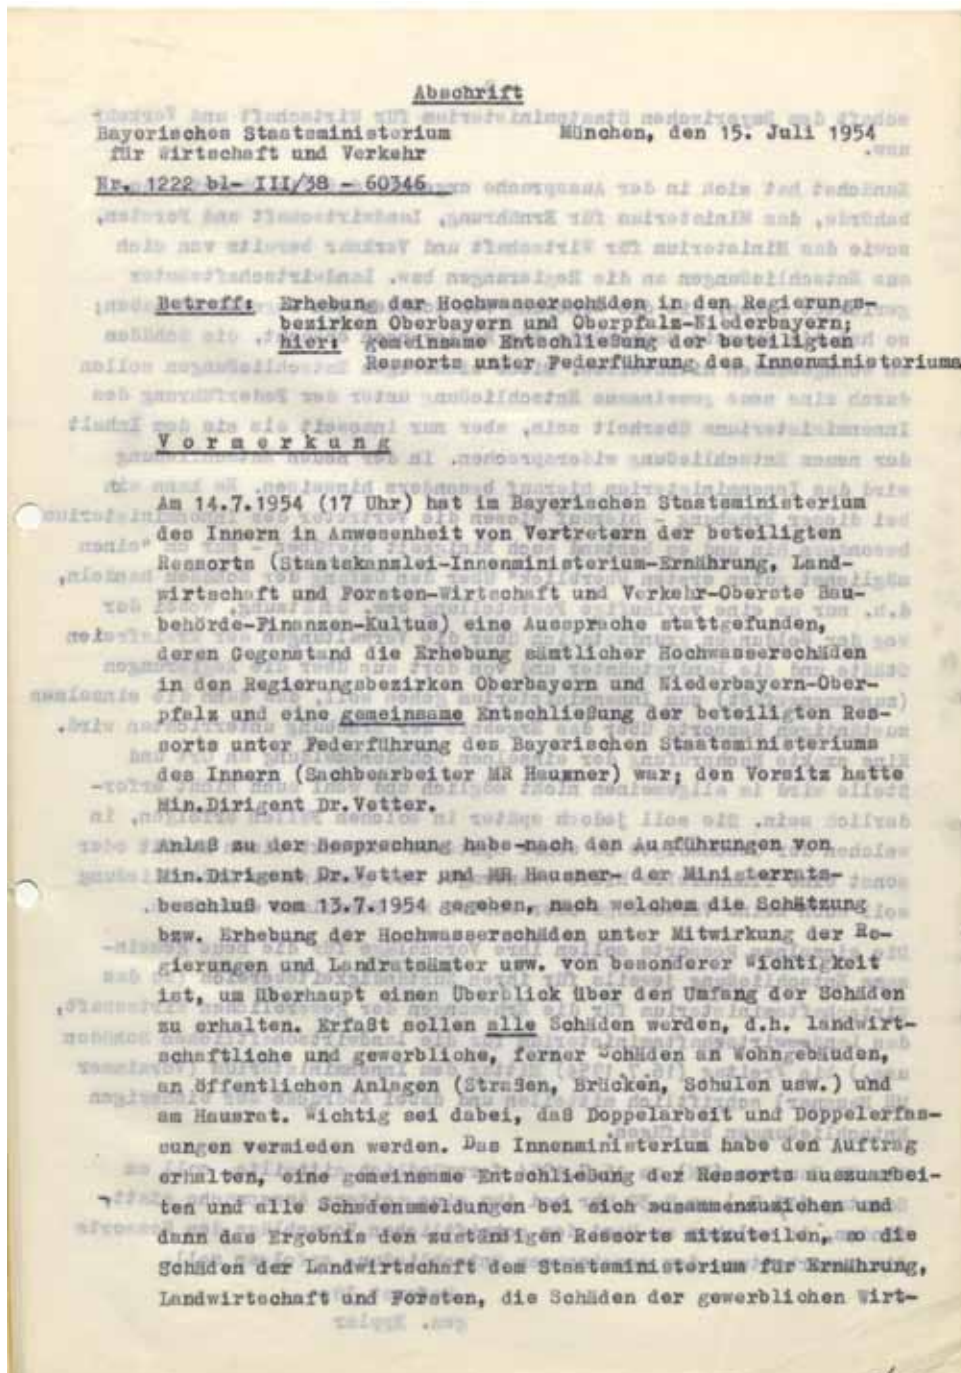 Abschrift
Bayerisches Staatsministerium München, den 15. Juli 1954
für Wirtschaft und Verkehr
Nr. 1222 bl- III/38 - 60346
Betreff: Erhebung der Hochwasserschäden in den Regierungs-
bezirken Oberbayern und Oberpfalz-Niederbayern;
hier: gemeinsame Entschließung der beteiligten
Ressorts unter Federführung des Innenministeriums
V o r m e r k u n g
Am 14.7.1954 (17 Uhr) hat im Bayerischen Staatsministerium
des Innern in Anwesenheit von Vertretern der beteiligten
Ressorts (Staatskanzlei-Innenministerium-Ernährung, Land-
wirtschaft und Forsten-Wirtschaft und Verkehr-Oberste Bau-
behörde-Finanzen-Kultus) eine Aussprache stattgefunden,
deren Gegenstand die Erhebung sämtlicher Hochwasserschäden
in den Regierungsbezirken Oberbayern und Niederbayern-Ober-
pfalz und eine gemeinsame Entschließung der beteiligten Res-
sorts unter Federführung des Bayerischen Staatsministeriums
des Innern (Sachbearbeiter MR Hausner) war; den Vorsitz hatte
Min.Dirigent Dr.Vetter.
Anlaß zu der Besprechung habe-nach den Ausführungen von
Min.Dirigent Dr.Vetter und MR Hausner- der Ministerrats-
beschluß vom 13.7.1954 gegeben, nach welchem die Schätzung
bzw. Erhebung der Hochwasserschäden unter Mitwirkung der Re-
gierungen und Landratsämter usw. von besonderer Wichtigkeit
ist, um überhaupt einen Überblick über den Umfang der Schäden
zu erhalten. Erfaßt sollen alle Schäden werden, d.h. landwirt-
schaftliche und gewerbliche, ferner Schäden an Wohngebäuden,
an öffentlichen Anlagen (Straßen, Brücken, Schulen usw.) und
am Hausrat. Wichtig sei dabei, daß Doppelarbeit und Doppelerfas-
sungen vermieden werden. Das Innenministerium habe den Auftrag
erhalten, eine gemeinsame Entschließung der Ressorts auszuarbei-
ten und alle Schadensmeldungen bei sich zusammenzuziehen und
dann das Ergebnis den zuständigen Ressorts mitzuteilen, so die
Schäden der Landwirtschaft dem Staatsministerium für Ernährung,
Landwirtschaft und Forsten, die Schäden der gewerblichen Wirt-